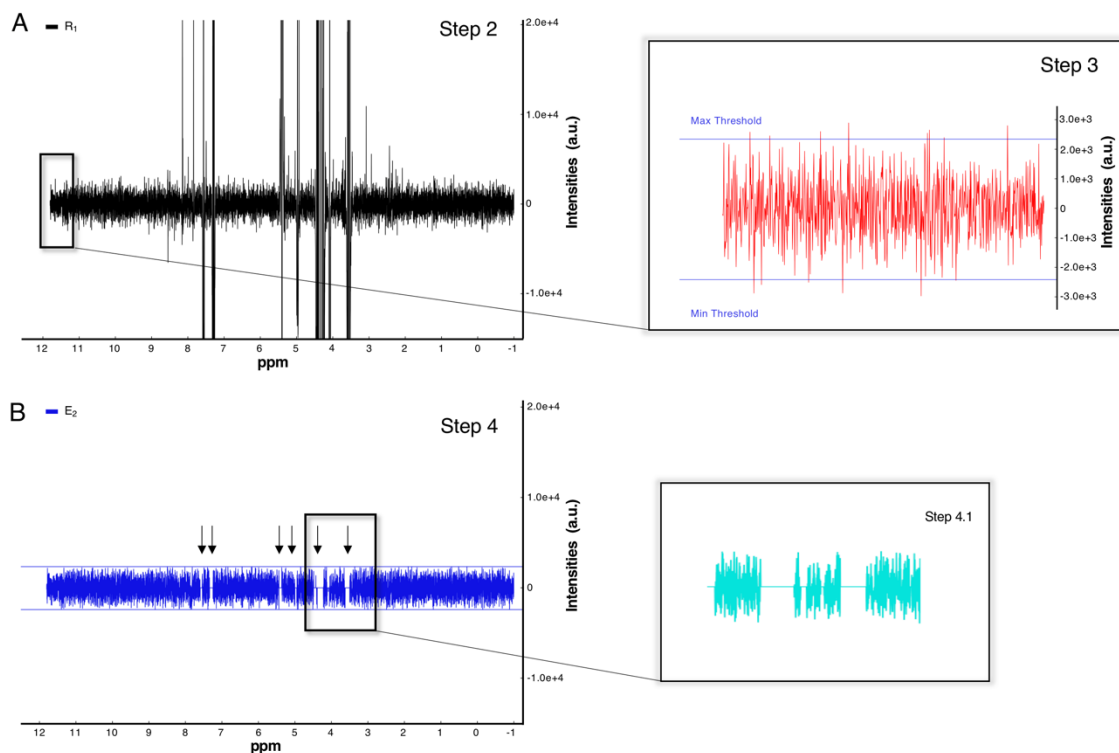 A
R₁
Step 2
2.0e+4
1.0e+4
0
-1.0e+4
Intensities (a.u.)
12 11 10 9 8 7 6 5 4 3 2 1 0 -1
ppm
Step 3
Max Threshold
Min Threshold
3.0e+3
2.0e+3
1.0e+3
0
-1.0e+3
-2.0e+3
-3.0e+3
Intensities (a.u.)
B
E₂
Step 4
2.0e+4
1.0e+4
0
-1.0e+4
Intensities (a.u.)
12 11 10 9 8 7 6 5 4 3 2 1 0 -1
ppm
Step 4.1